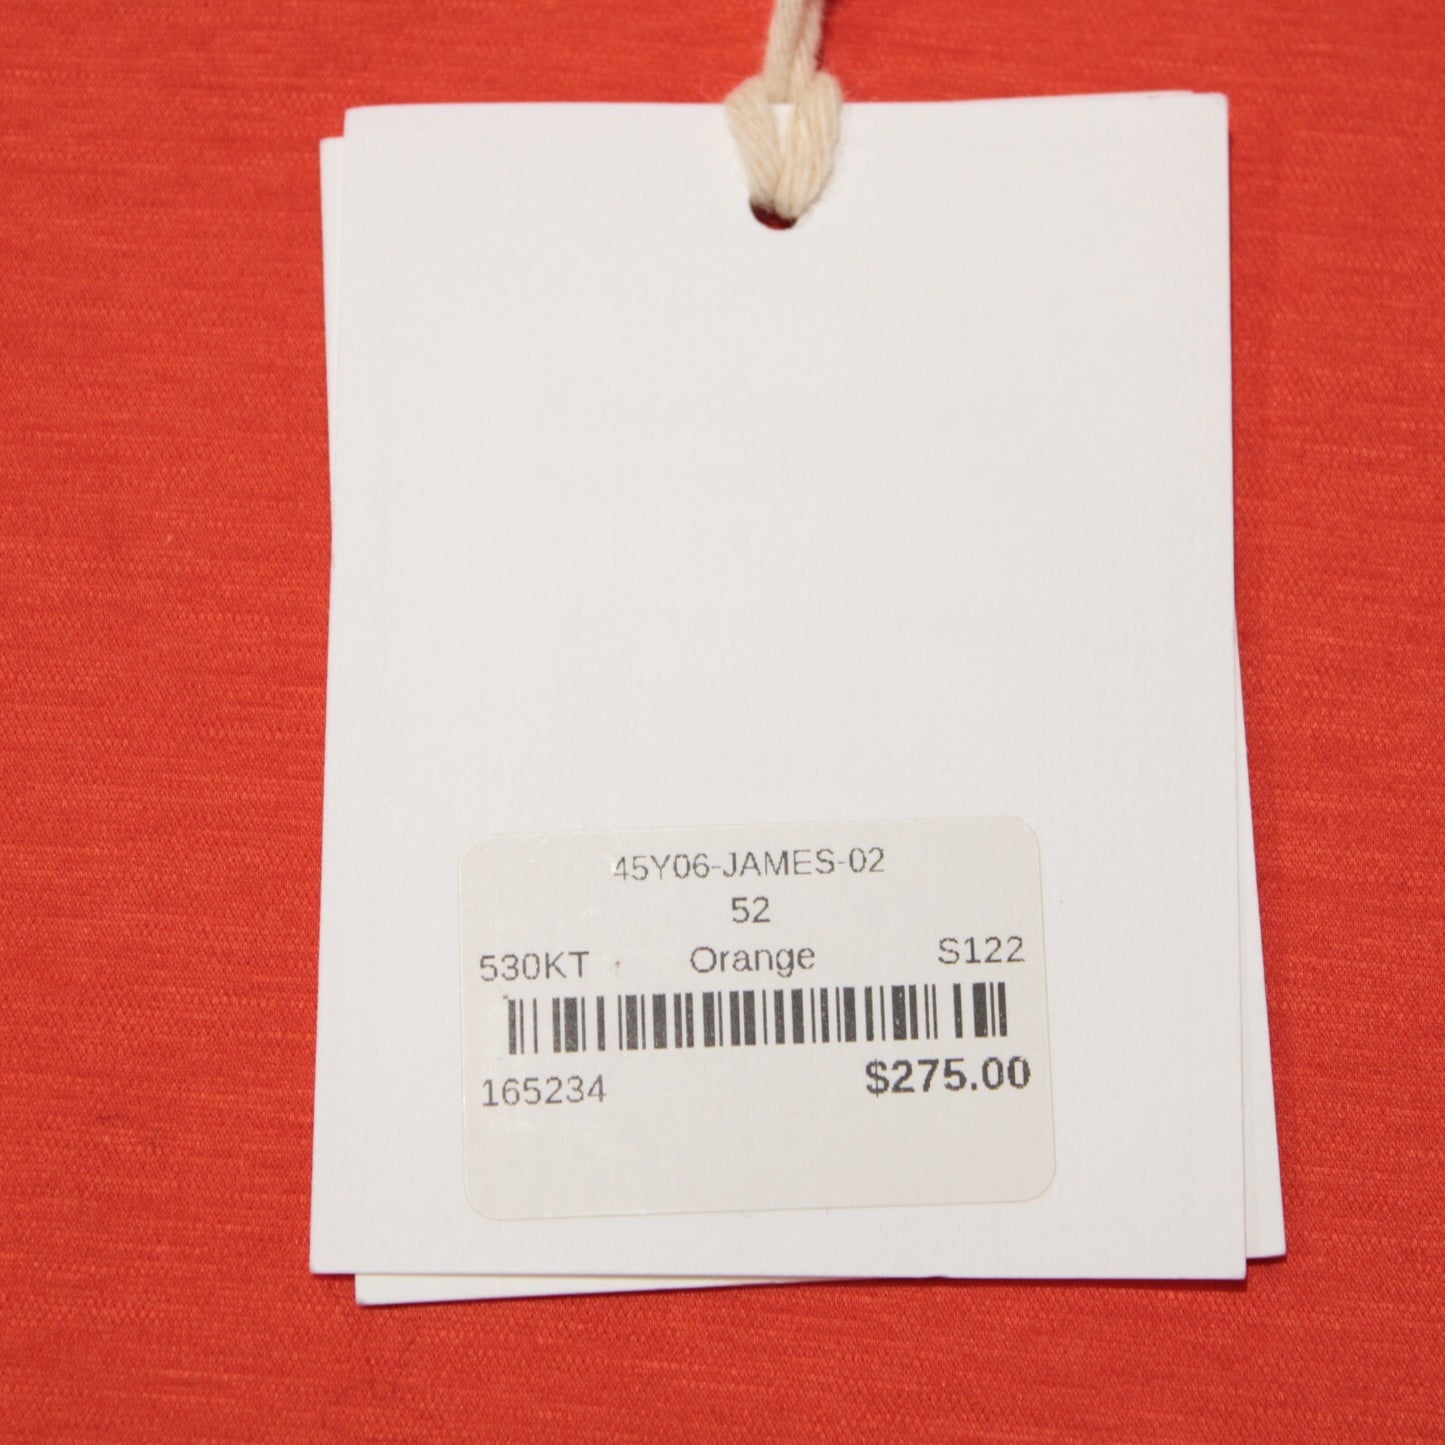 45Y06-JAMES-02
52
530KT Orange S122
165234 $275.00